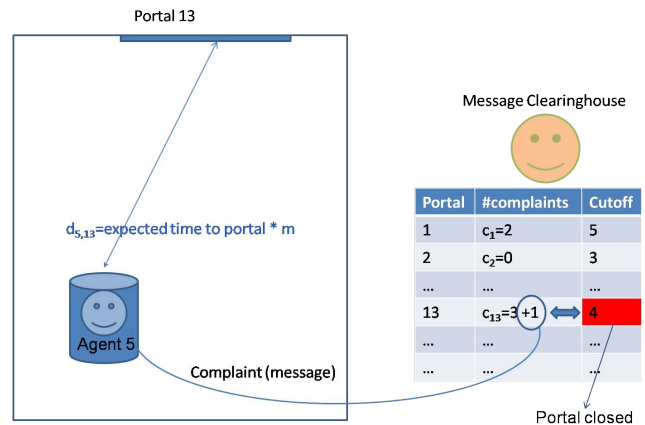 Portal 13
Message Clearinghouse
Portal #complaints Cutoff
1 c₁=2 5
2 c₂=0 3
... ... ...
13 c₁₃=3 +1 4
... ... ...
... ... ...
d₅,₁₃=expected time to portal * m
Agent 5
Complaint (message)
Portal closed